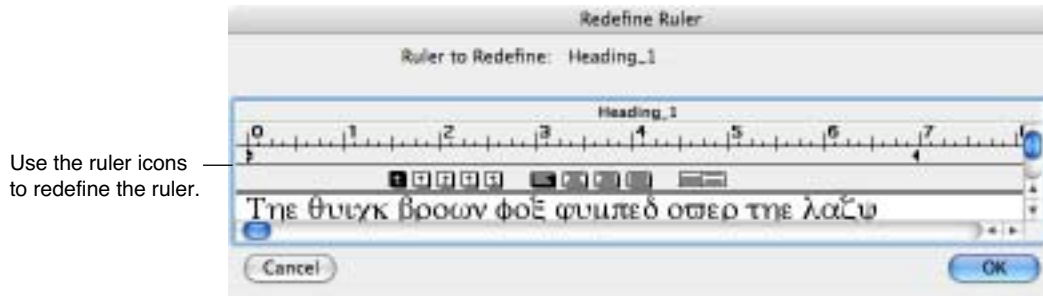 Redefine Ruler
Ruler to Redefine: Heading_1
Heading_1
0 1 2 3 4 5 6 7
Use the ruler icons
to redefine the ruler.
Τηε θυιχκ βροων φοξ φυμπεδ οϖερ τηε λαζψ
Cancel OK